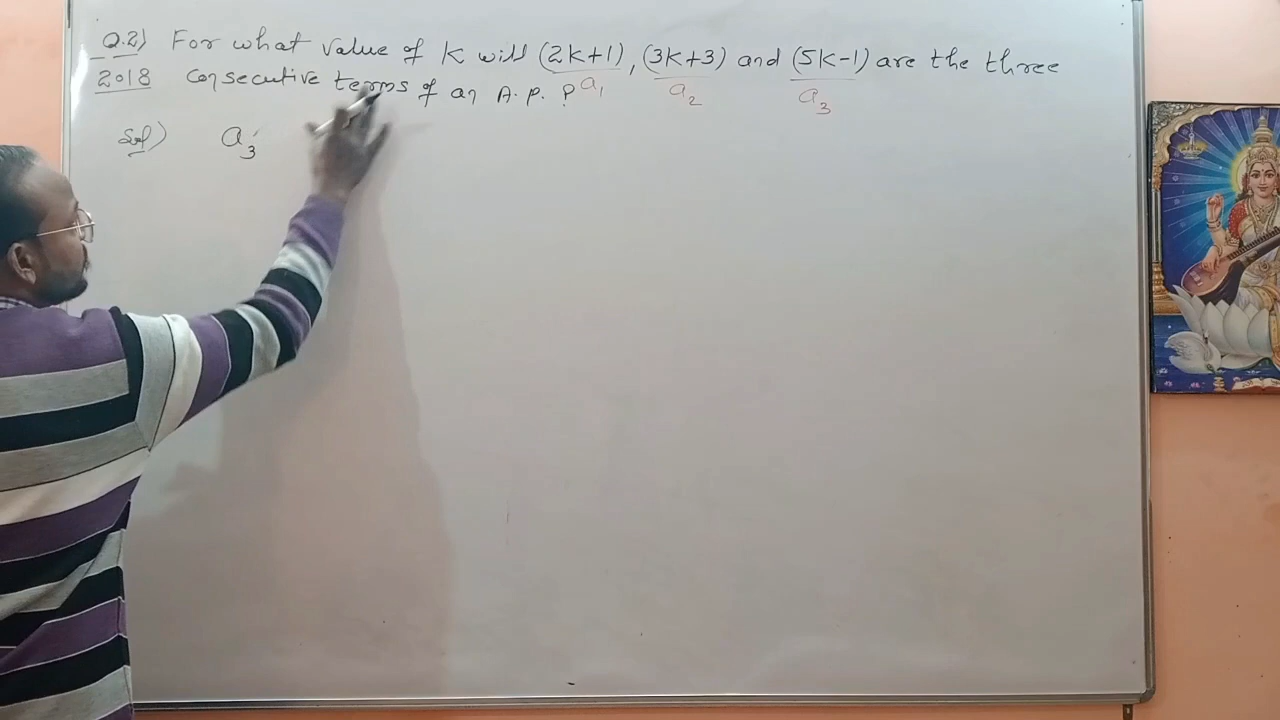 Q.2) For what value of K will (2k+1), (3k+3) and (5k-1) are the three
2018 Consecutive terms of an A.P. ? a1 a2 a3
Sol) a3